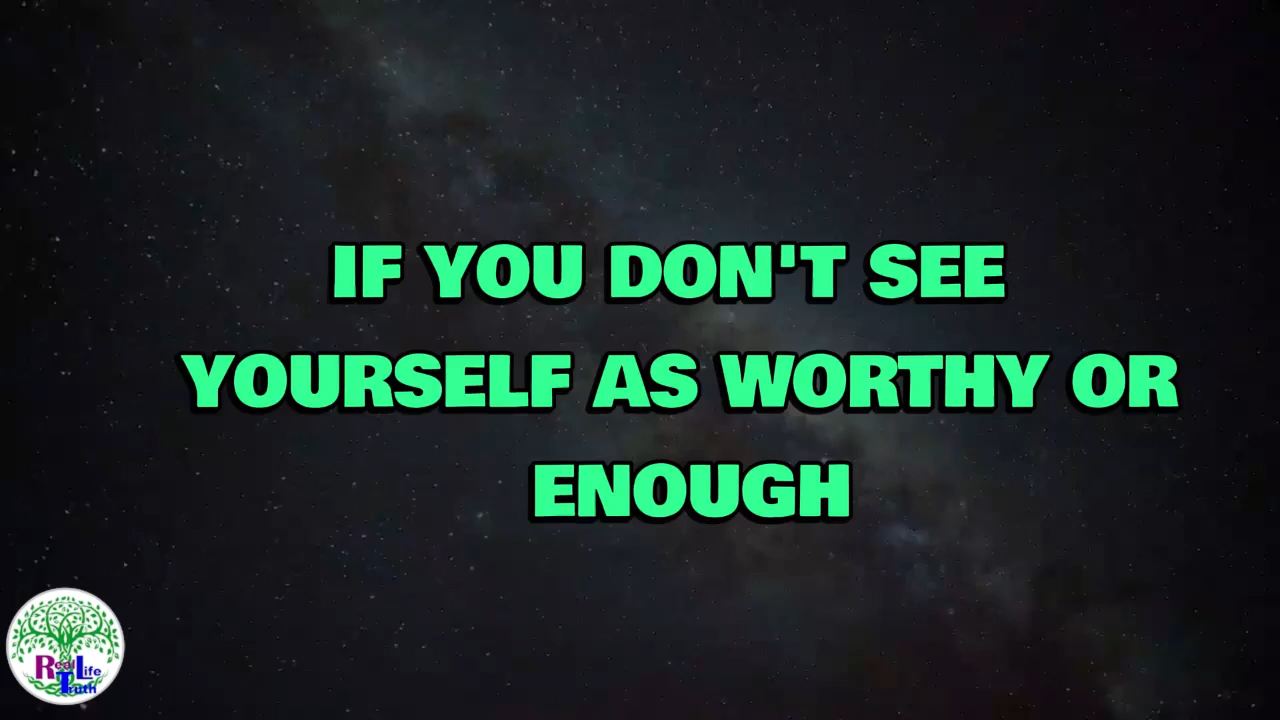 IF YOU DON'T SEE
YOURSELF AS WORTHY OR
ENOUGH
Real Life
Truth